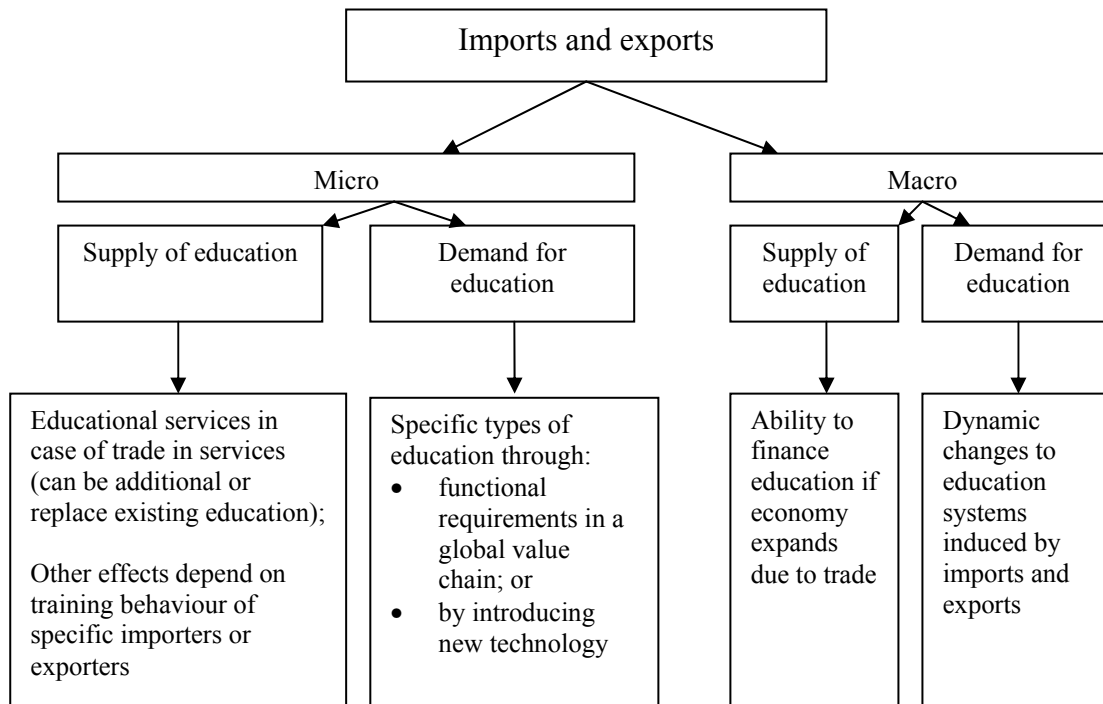 Imports and exports
Micro
Macro
Supply of education
Demand for
education
Supply of
education
Demand for
education
Educational services in
case of trade in services
(can be additional or
replace existing education);
Other effects depend on
training behaviour of
specific importers or
exporters
Specific types of
education through:
• functional
requirements in a
global value
chain; or
• by introducing
new technology
Ability to
finance
education if
economy
expands
due to trade
Dynamic
changes to
education
systems
induced by
imports and
exports